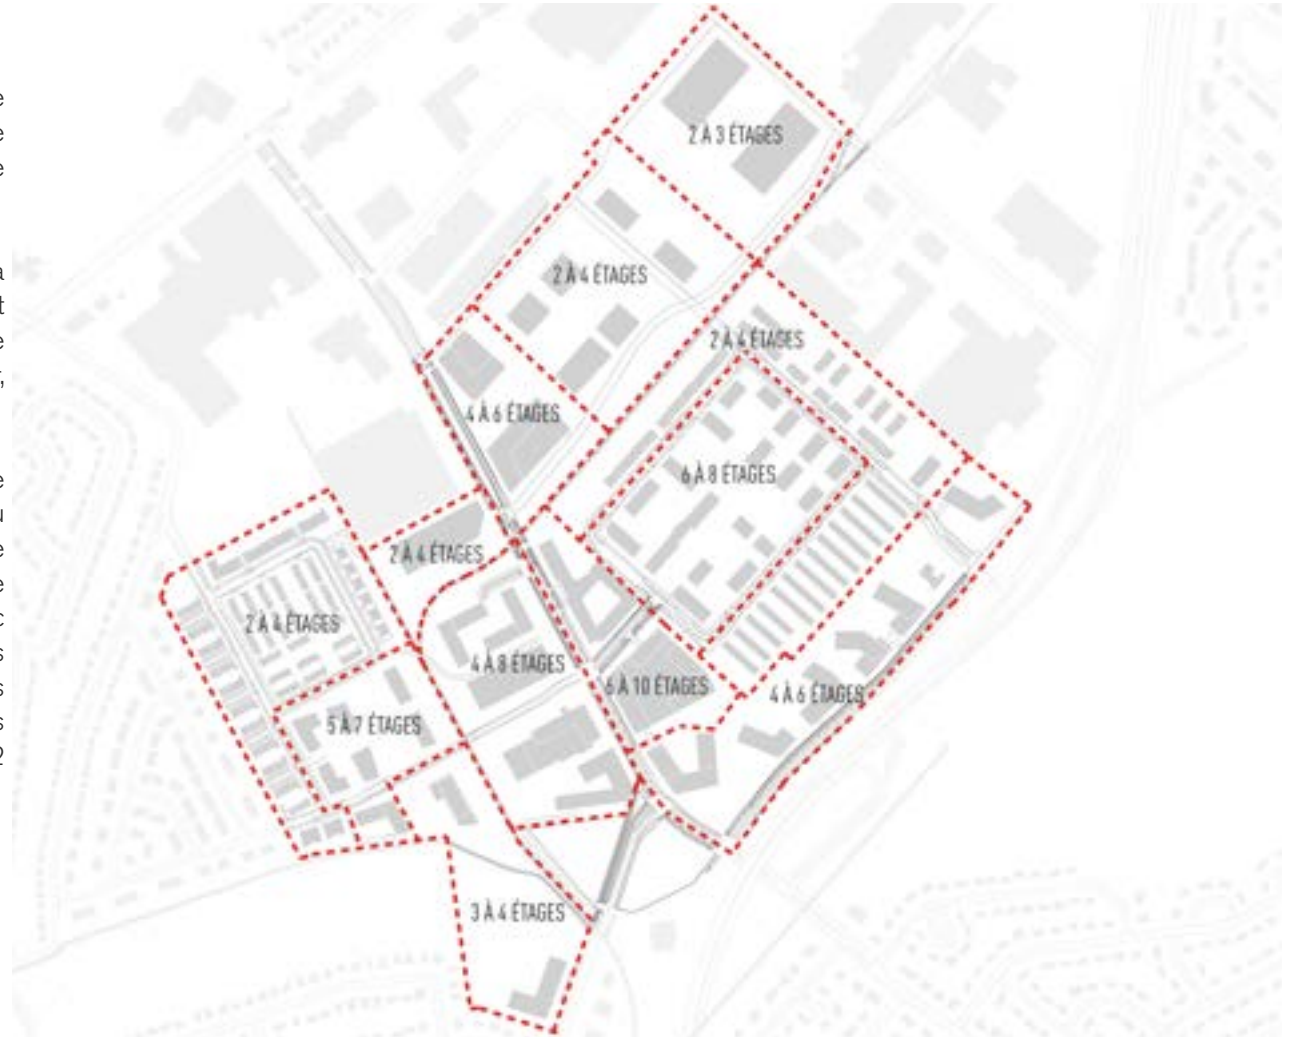 e
e
e
a
t
e
,
e
u
e
e
c
s
s
s
2
2 À 3 ÉTAGES
2 À 4 ÉTAGES
2 À 4 ÉTAGES
4 À 6 ÉTAGES
6 À 8 ÉTAGES
2 À 4 ÉTAGES
2 À 4 ÉTAGES
4 À 8 ÉTAGES
6 À 10 ÉTAGES
4 À 6 ÉTAGES
5 À 7 ÉTAGES
3 À 4 ÉTAGES